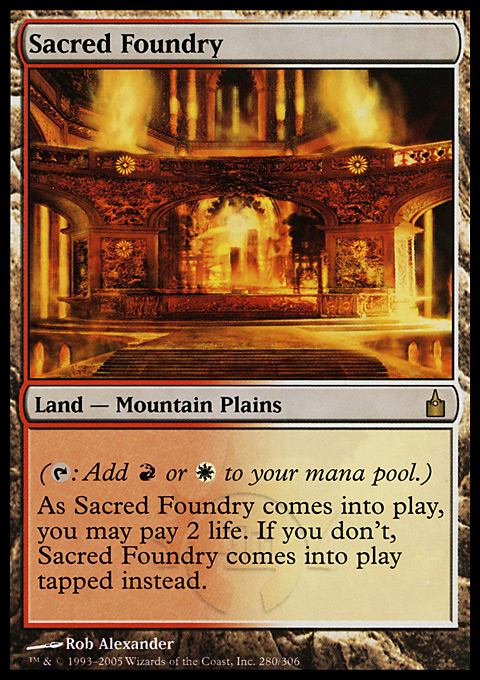 Sacred Foundry
Land — Mountain Plains
(: Add or to your mana pool.)
As Sacred Foundry comes into play,
you may pay 2 life. If you don't,
Sacred Foundry comes into play
tapped instead.
Rob Alexander
™ & © 1993–2005 Wizards of the Coast, Inc. 280/306